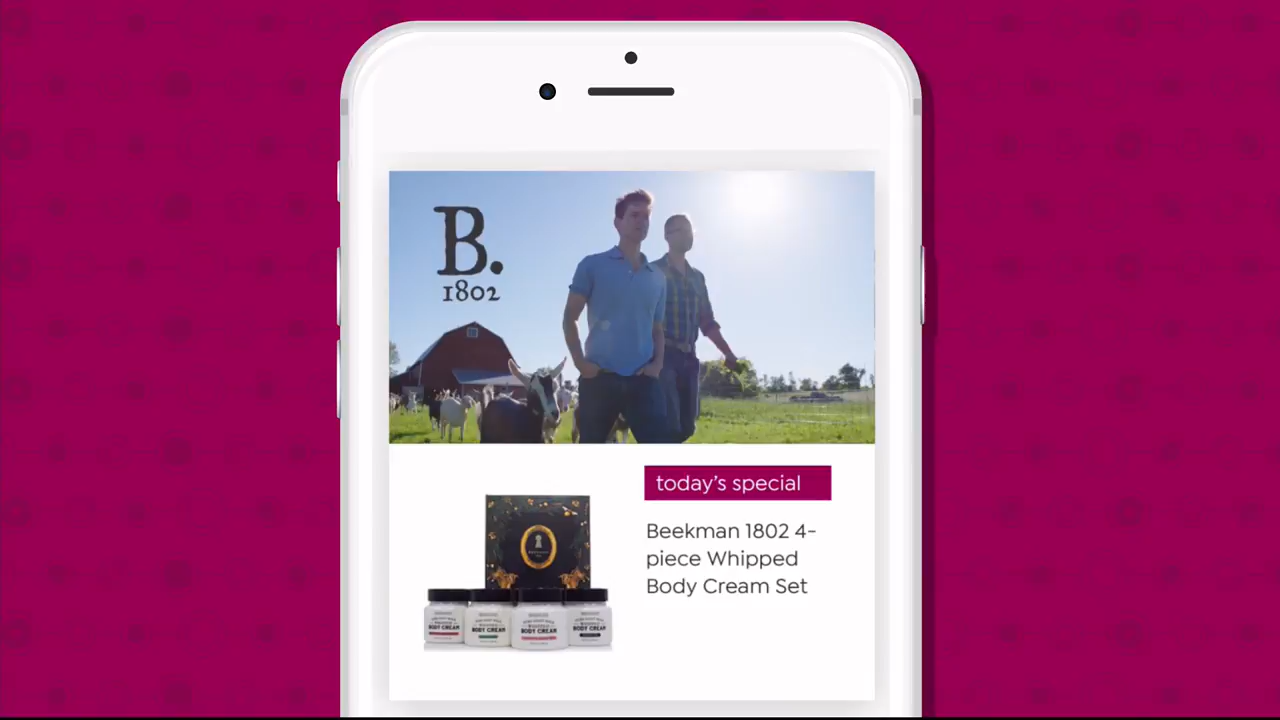 B.
1802
today's special
Beekman 1802 4-
piece Whipped
Body Cream Set
BODY CREAM
BODY CREAM
BODY CREAM
BODY CREAM